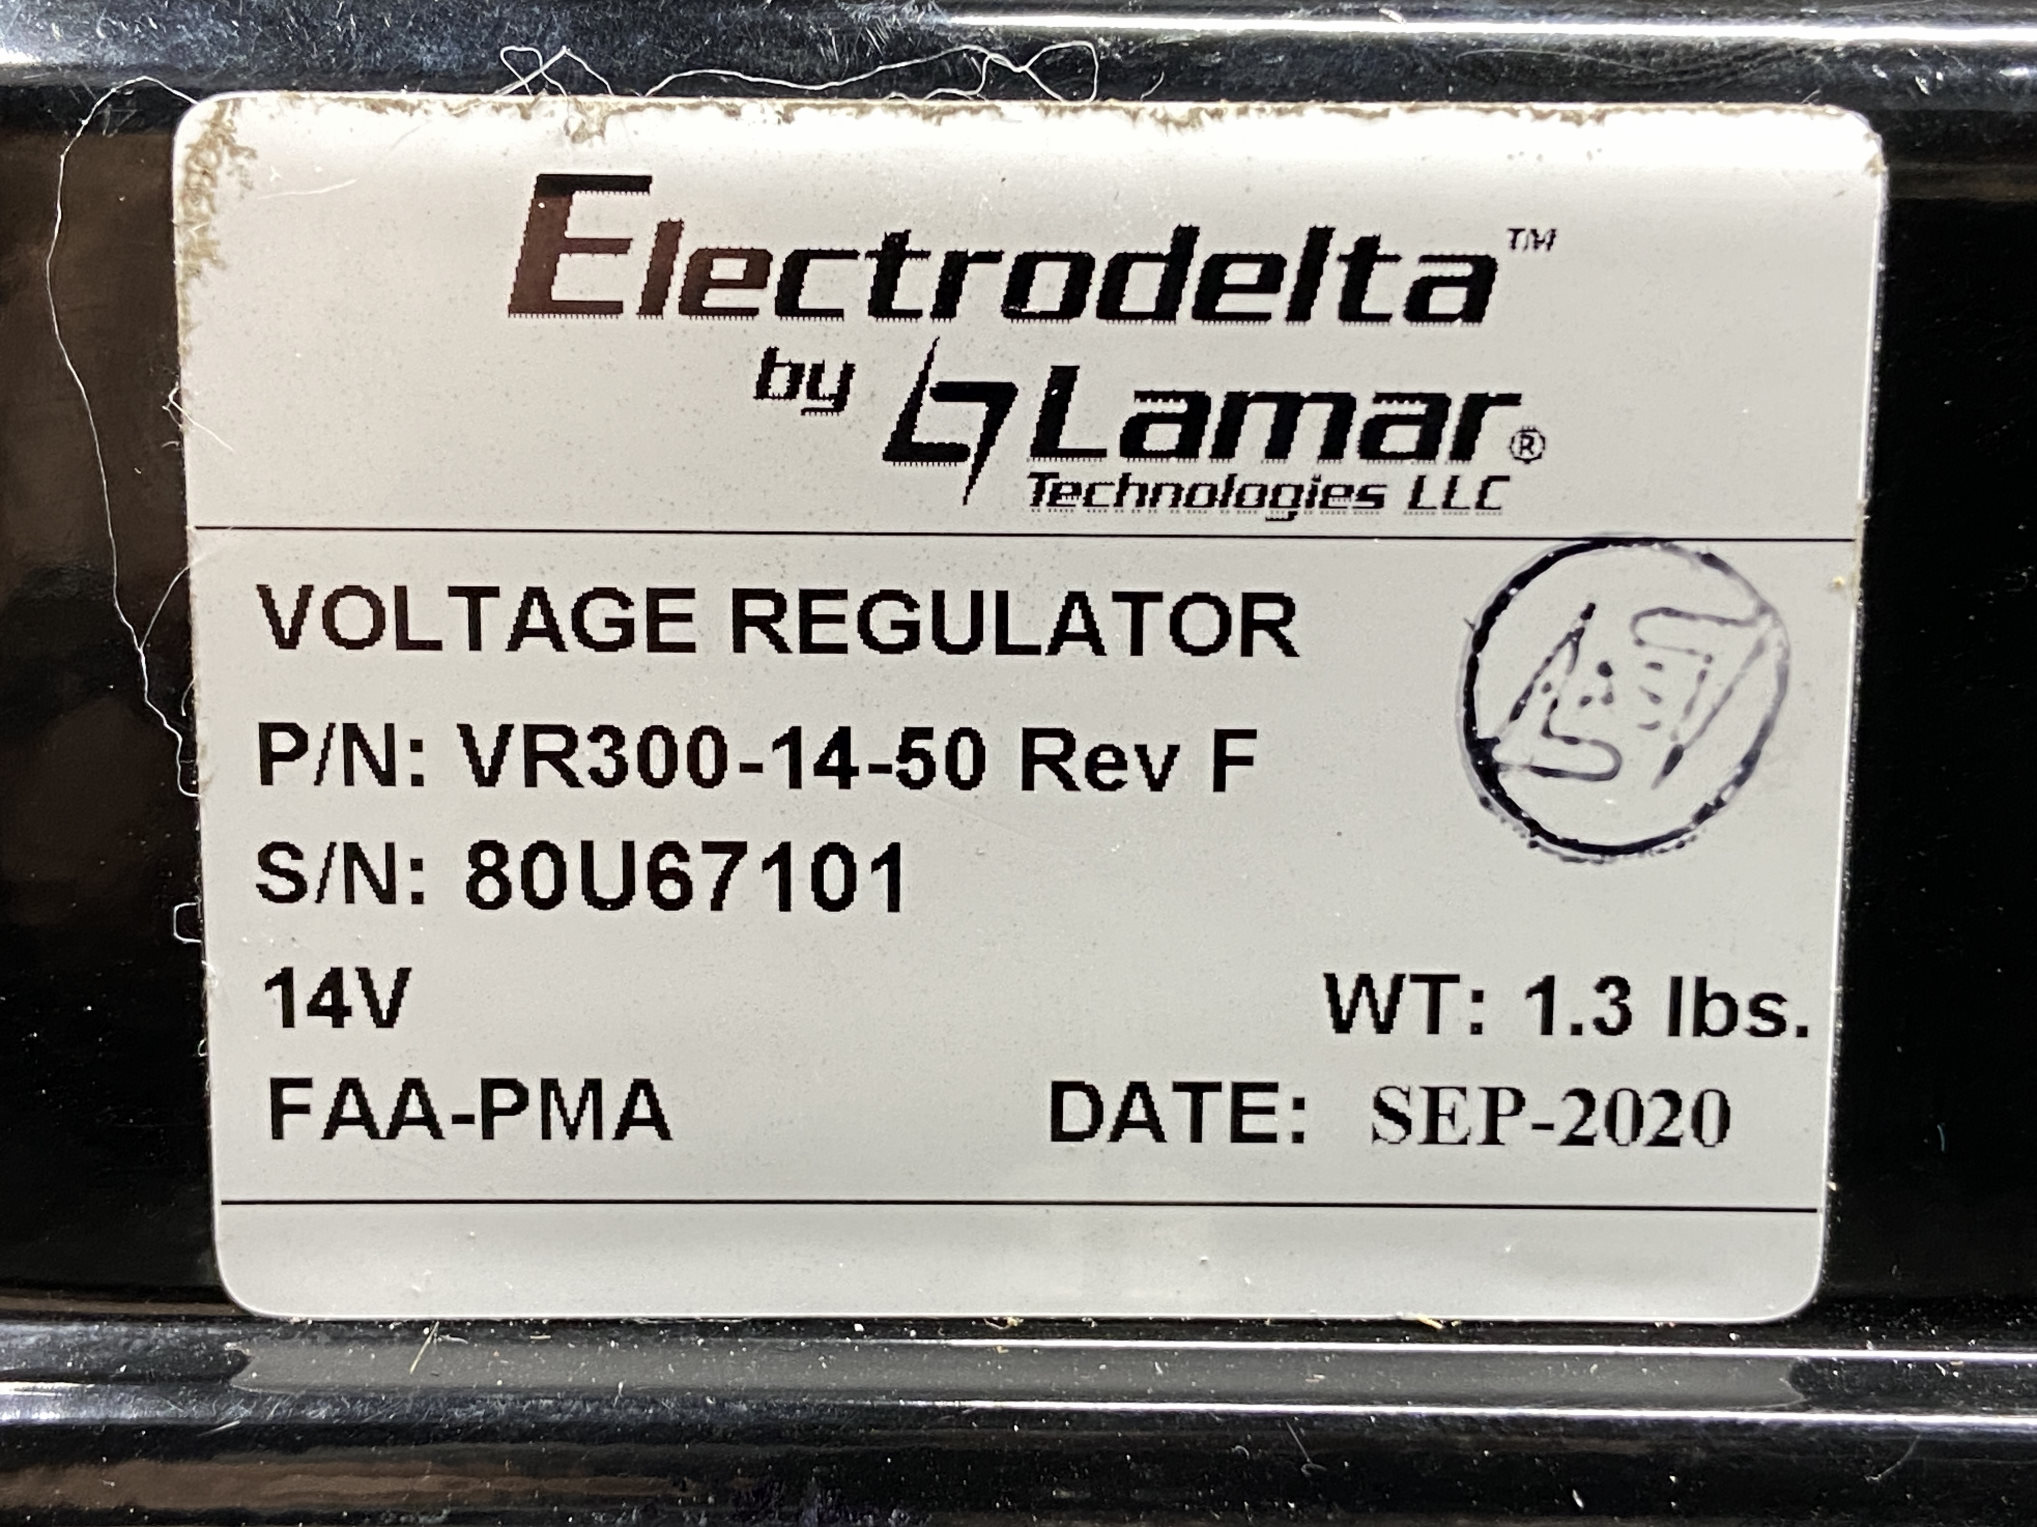 Electrodelta™
by Lamar®
Technologies LLC
VOLTAGE REGULATOR
P/N: VR300-14-50 Rev F
S/N: 80U67101
14V WT: 1.3 lbs.
FAA-PMA DATE: SEP-2020